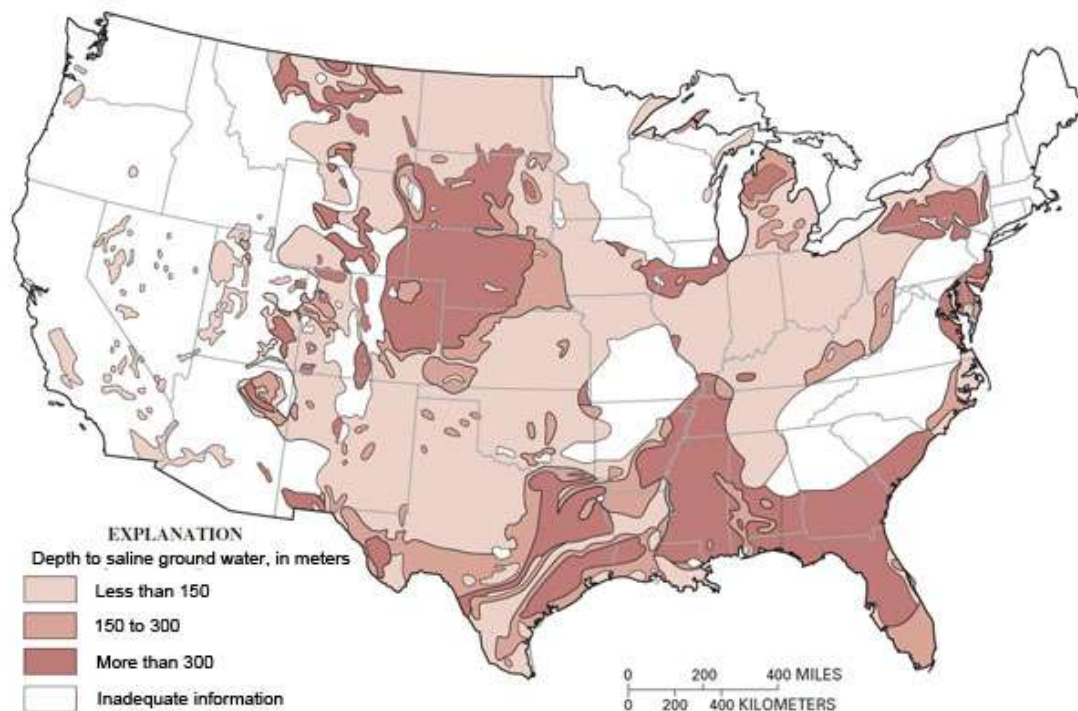 EXPLANATION
Depth to saline ground water, in meters
Less than 150
150 to 300
More than 300
Inadequate information
0 200 400 MILES
0 200 400 KILOMETERS